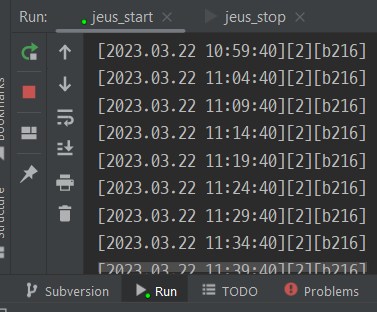 Run: jeus_start jeus_stop
[2023.03.22 10:59:40][2][b216]
[2023.03.22 11:04:40][2][b216]
[2023.03.22 11:09:40][2][b216]
[2023.03.22 11:14:40][2][b216]
[2023.03.22 11:19:40][2][b216]
[2023.03.22 11:24:40][2][b216]
[2023.03.22 11:29:40][2][b216]
[2023.03.22 11:34:40][2][b216]
[2023.03.22 11:39:40][2][b216]
Bookmarks
Structure
Subversion Run TODO Problems